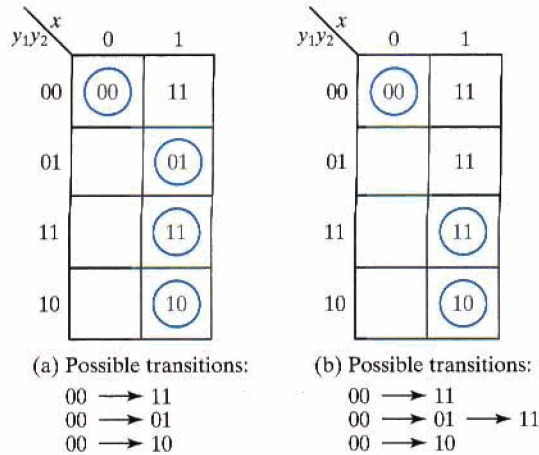 x x
y₁y₂ 0 1 y₁y₂ 0 1
00 00 11 00 00 11
01 01 01 11
11 11 11 11
10 10 10 10
(a) Possible transitions: (b) Possible transitions:
00 → 11 00 → 11
00 → 01 00 → 01 → 11
00 → 10 00 → 10